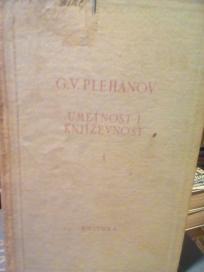 G.V. PLEHANOV
UMETNOST I
KNJIŽEVNOST
I
KULTURA